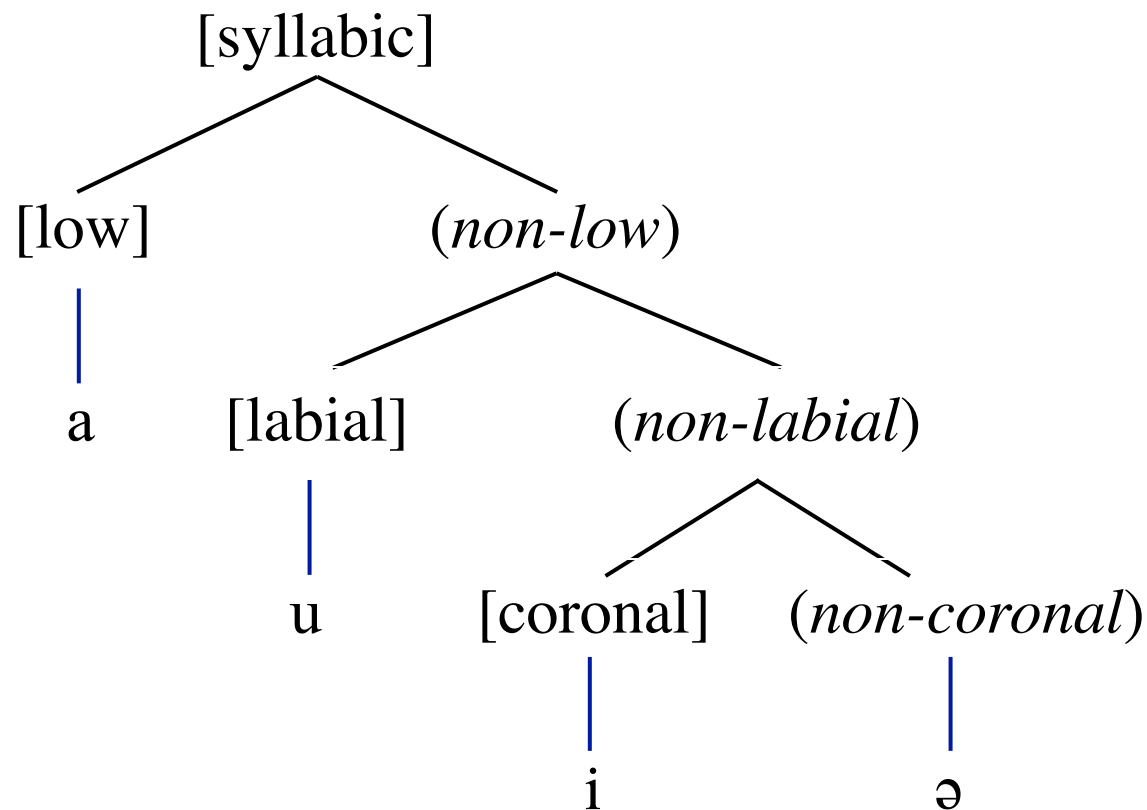 [syllabic]
[low] (non-low)
a [labial] (non-labial)
u [coronal] (non-coronal)
i ə